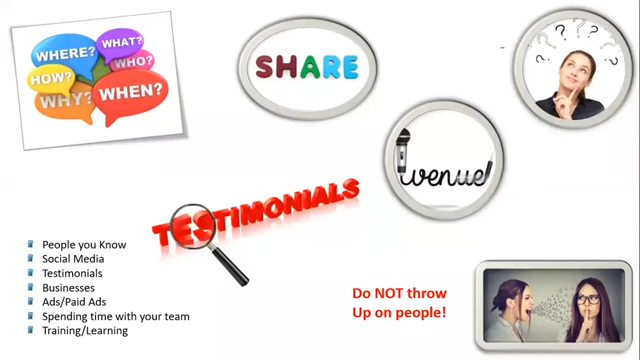 WHERE?
WHAT?
HOW?
WHO?
WHY?
WHEN?
SHARE
? ? ? ? ? ?
venue
TESTIMONIALS
People you Know
Social Media
Testimonials
Businesses
Ads/Paid Ads
Spending time with your team
Training/Learning
Do NOT throw
Up on people!